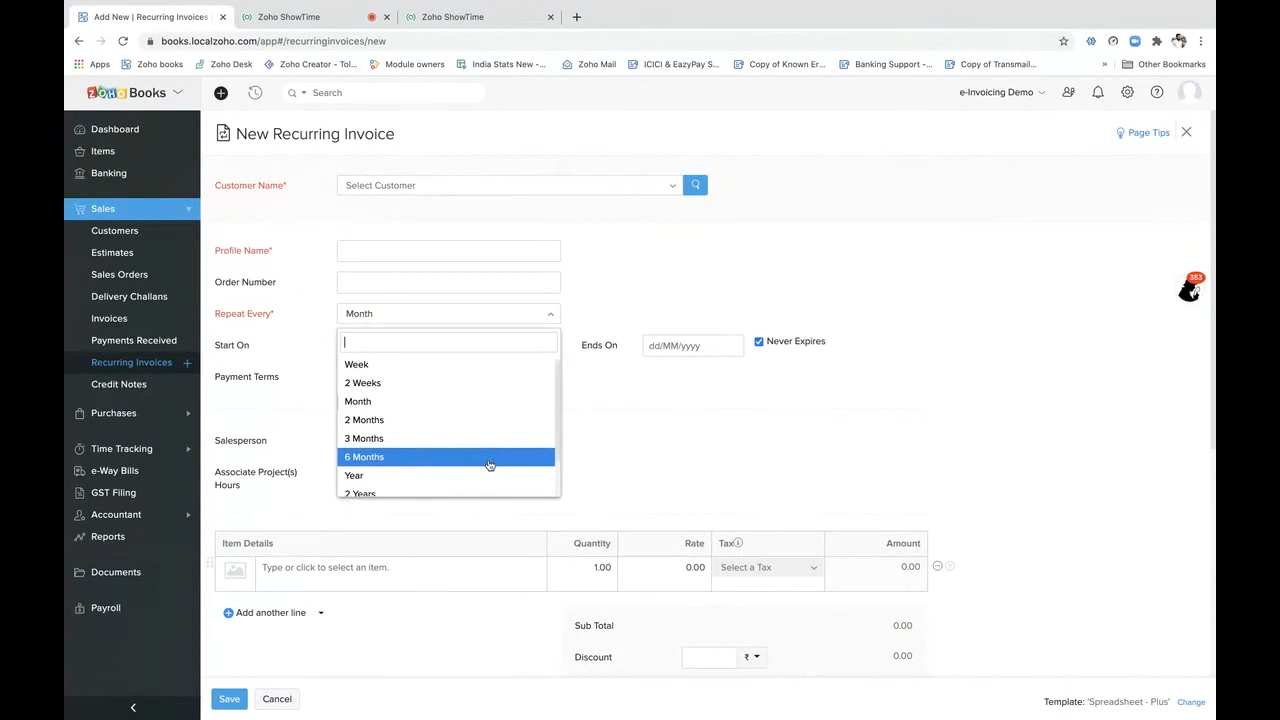 Add New | Recurring Invoices
Zoho ShowTime
Zoho ShowTime
books.localzoho.com/app#/recurringinvoices/new
Apps
Zoho books
Zoho Desk
Zoho Creator - Tol...
Module owners
India Stats New -...
Zoho Mail
ICICI & EazyPay S...
Copy of Known Er...
Banking Support -...
Copy of Transmail...
»
Other Bookmarks
ZOHO Books
Search
e-Invoicing Demo
Dashboard
Items
Banking
Sales
Customers
Estimates
Sales Orders
Delivery Challans
Invoices
Payments Received
Recurring Invoices
Credit Notes
Purchases
Time Tracking
e-Way Bills
GST Filing
Accountant
Reports
Documents
Payroll
New Recurring Invoice
Page Tips
Customer Name*
Select Customer
Profile Name*
Order Number
Repeat Every*
Month
Start On
Ends On
dd/MM/yyyy
Never Expires
353
Payment Terms
Week
2 Weeks
Month
2 Months
3 Months
6 Months
Year
2 Years
Salesperson
Associate Project(s)
Hours
Item Details
Quantity
Rate
Tax
Amount
Type or click to select an item.
1.00
0.00
Select a Tax
0.00
Add another line
Sub Total
0.00
Discount
₹
0.00
Save
Cancel
Template: 'Spreadsheet - Plus' Change